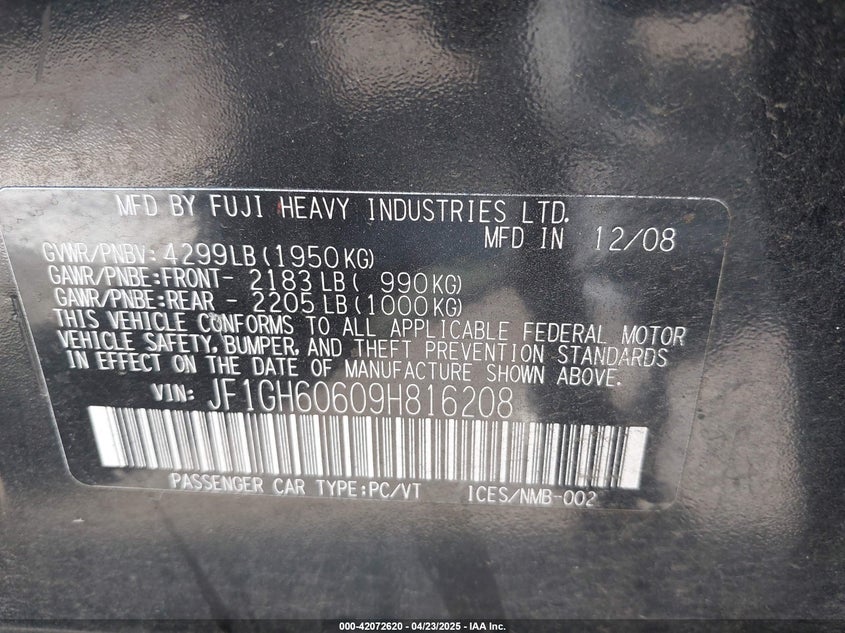 MFD BY FUJI HEAVY INDUSTRIES LTD.
MFD IN 12/08
GVWR/PNBV: 4299LB(1950KG)
GAWR/PNBE:FRONT- 2183LB( 990KG)
GAWR/PNBE:REAR - 2205LB(1000KG)
THIS VEHICLE CONFORMS TO ALL APPLICABLE FEDERAL MOTOR
VEHICLE SAFETY, BUMPER, AND THEFT PREVENTION STANDARDS
IN EFFECT ON THE DATE OF MANUFACTURE SHOWN ABOVE.
VIN: JF1GH60609H816208
PASSENGER CAR TYPE:PC/VT ICES/NMB-002
000-42072620 - 04/23/2025 - IAA Inc.